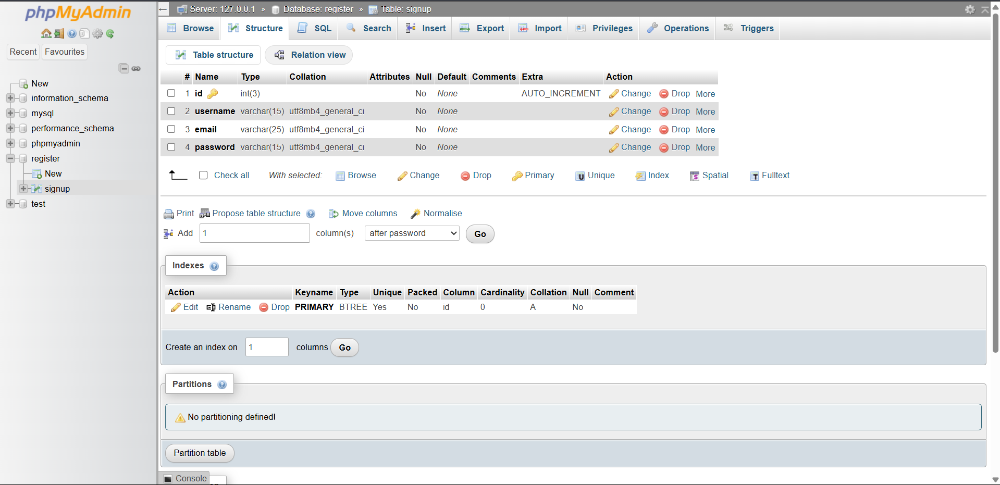 phpMyAdmin
Recent Favourites
New
information_schema
mysql
performance_schema
phpmyadmin
register
New
signup
test
Server: 127.0.0.1 » Database: register » Table: signup
Browse Structure SQL Search Insert Export Import Privileges Operations Triggers
Table structure Relation view
# Name Type Collation Attributes Null Default Comments Extra Action
1 id int(3) No None AUTO_INCREMENT Change Drop More
2 username varchar(15) utf8mb4_general_ci No None Change Drop More
3 email varchar(25) utf8mb4_general_ci No None Change Drop More
4 password varchar(15) utf8mb4_general_ci No None Change Drop More
Check all With selected: Browse Change Drop Primary Unique Index Spatial Fulltext
Print Propose table structure Move columns Normalise
Add 1 column(s) after password Go
Indexes
Action Keyname Type Unique Packed Column Cardinality Collation Null Comment
Edit Rename Drop PRIMARY BTREE Yes No id 0 A No
Create an index on 1 columns Go
Partitions
No partitioning defined!
Partition table
Console